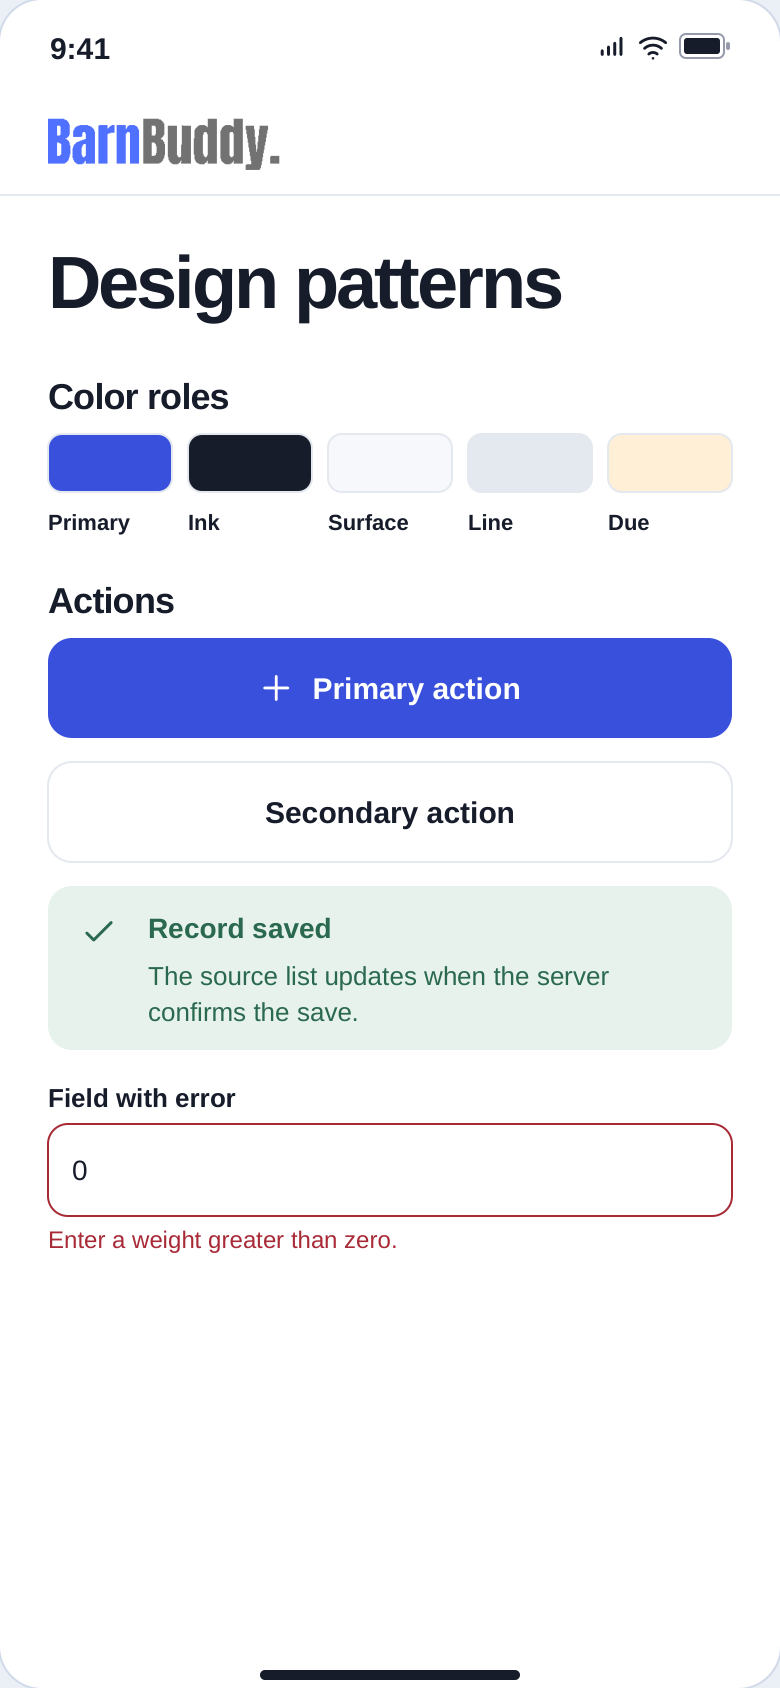 9:41
BarnBuddy.
Design patterns
Color roles
Primary Ink Surface Line Due
Actions
Primary action
Secondary action
Record saved
The source list updates when the server
confirms the save.
Field with error
0
Enter a weight greater than zero.